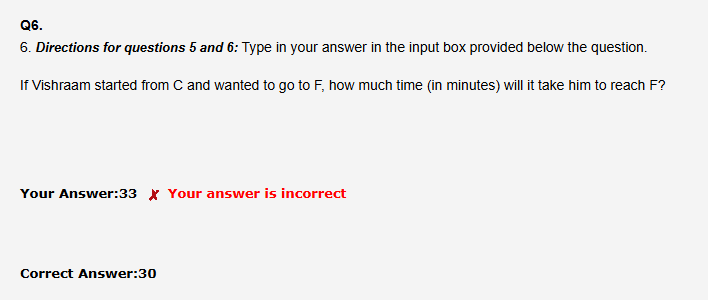 Q6.
6. Directions for questions 5 and 6: Type in your answer in the input box provided below the question.
If Vishraam started from C and wanted to go to F, how much time (in minutes) will it take him to reach F?
Your Answer:33 ✗ Your answer is incorrect
Correct Answer:30